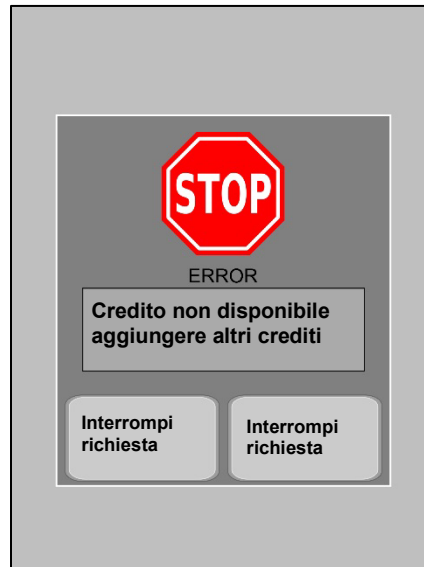 STOP
ERROR
Credito non disponibile
aggiungere altri crediti
Interrompi
richiesta
Interrompi
richiesta